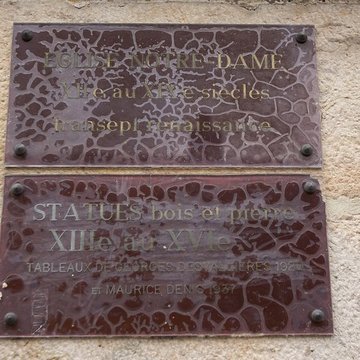 EGLISE NOTRE-DAME
XIIe au XIVe siècles
transept renaissance
STATUES bois et pierre
XIIIe au XVIe
TABLEAUX DE GEORGES DESVALLIERES 192
et MAURICE DENIS 1937